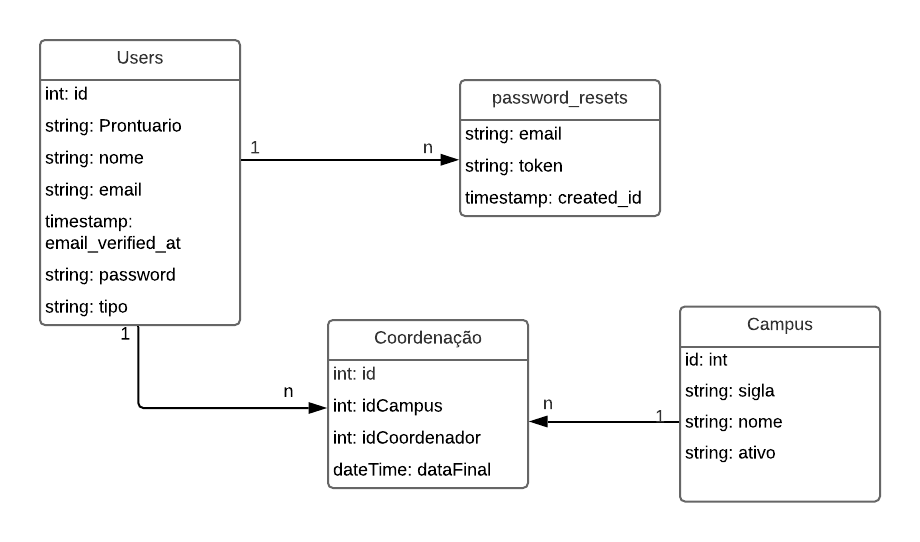 Users
int: id
string: Prontuario
string: nome
string: email
timestamp:
email_verified_at
string: password
string: tipo
1
n
password_resets
string: email
string: token
timestamp: created_id
1
n
Coordenação
int: id
int: idCampus
int: idCoordenador
dateTime: dataFinal
n
1
Campus
id: int
string: sigla
string: nome
string: ativo